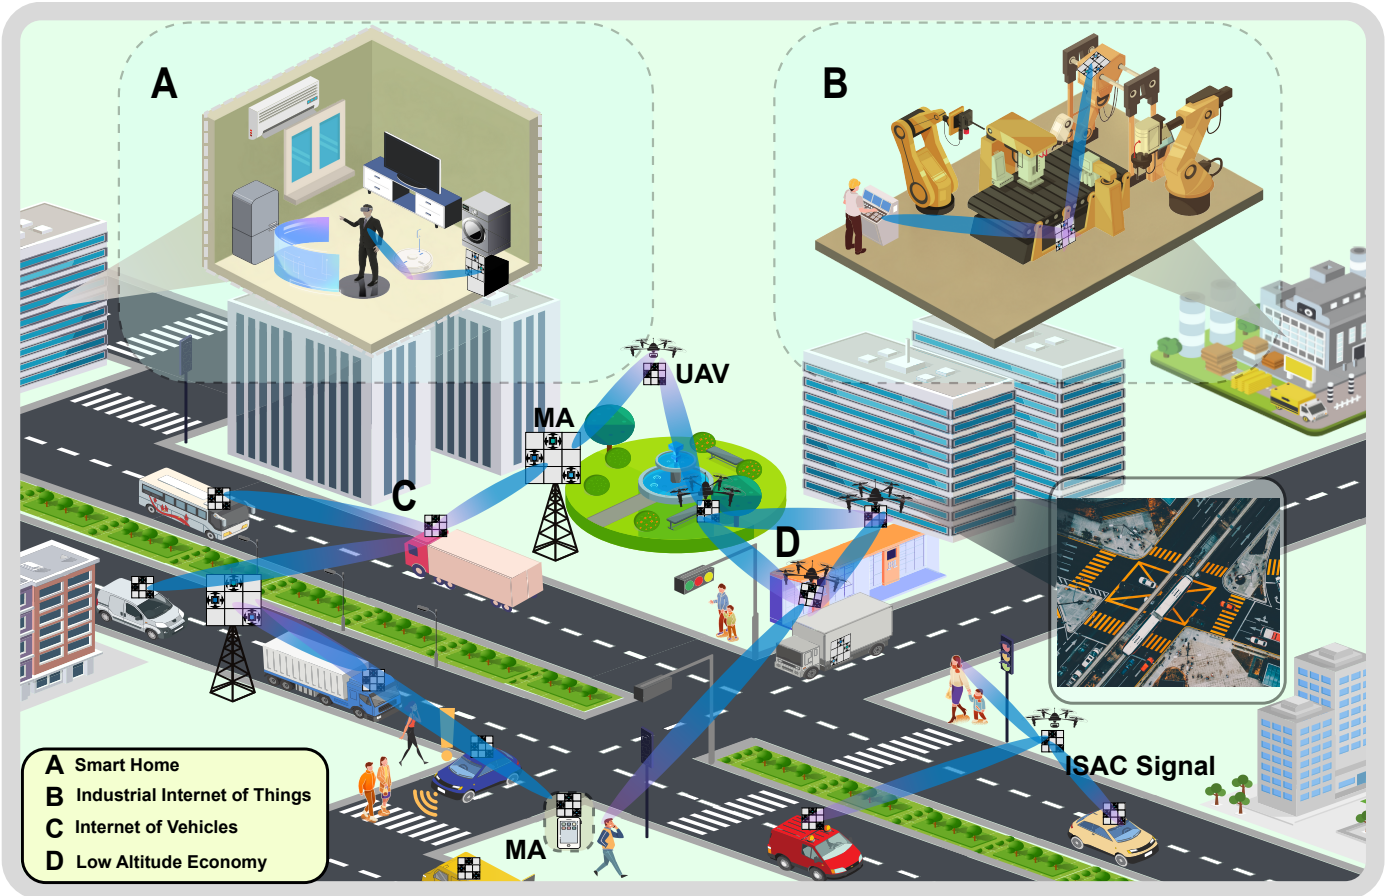 A
B
UAV
MA
C
D
ISAC Signal
MA
A Smart Home
B Industrial Internet of Things
C Internet of Vehicles
D Low Altitude Economy